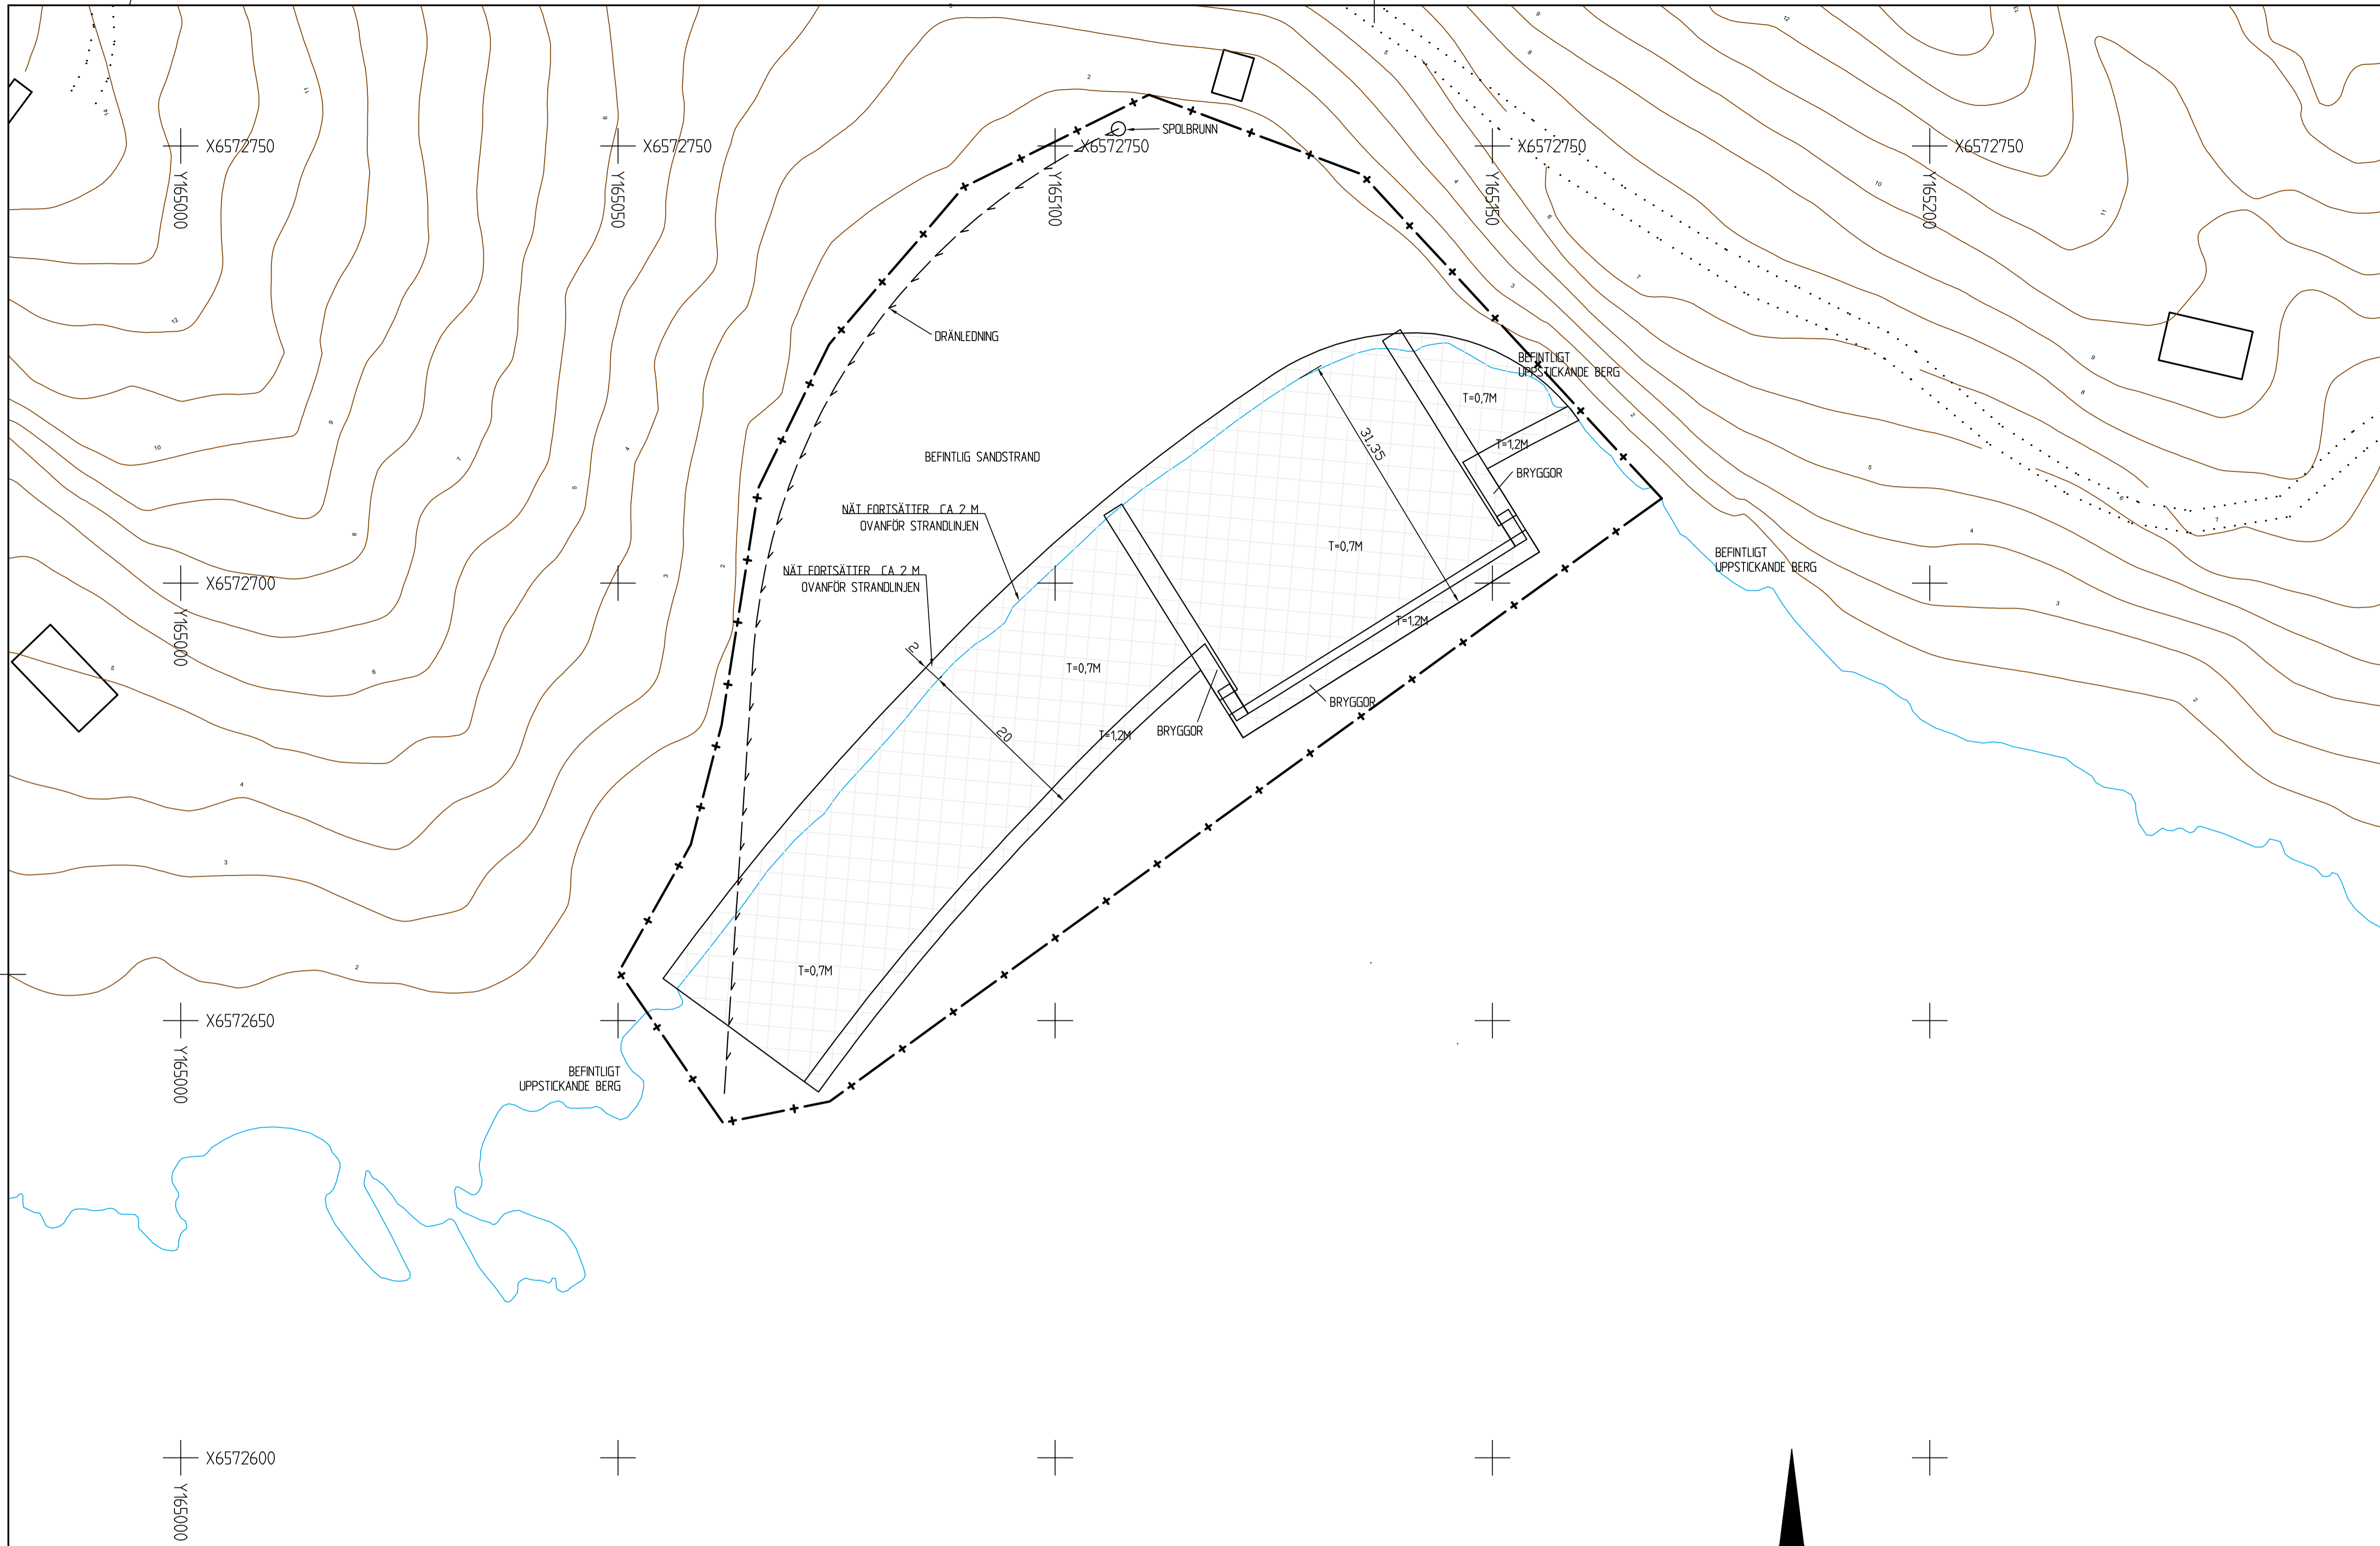 SPOLBRUNN
X6572750
X6572750
X6572750
X6572750
X6572750
Y165000
Y165050
Y165100
Y165150
Y165200
DRÄNLEDNING
BEFINTLIGT
UPPSTICKANDE BERG
T=0,7M
31,35
T=1,2M
BEFINTLIG SANDSTRAND
BRYGGOR
NÄT FORTSÄTTER CA 2 M
OVANFÖR STRANDLINJEN
T=0,7M
BEFINTLIGT
UPPSTICKANDE BERG
NÄT FORTSÄTTER CA 2 M
OVANFÖR STRANDLINJEN
X6572700
Y165000
T=1,2M
2
T=0,7M
BRYGGOR
20
T=1,2M
BRYGGOR
T=0,7M
X6572650
Y165000
BEFINTLIGT
UPPSTICKANDE BERG
X6572600
Y165000